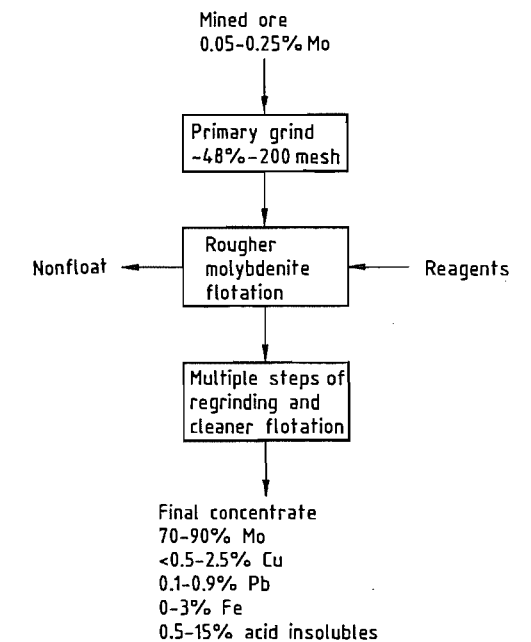 Mined ore
0.05-0.25% Mo
Primary grind
~48%-200 mesh
Rougher
molybdenite
flotation
Nonfloat
Reagents
Multiple steps of
regrinding and
cleaner flotation
Final concentrate
70-90% Mo
<0.5-2.5% Cu
0.1-0.9% Pb
0-3% Fe
0.5-15% acid insolubles